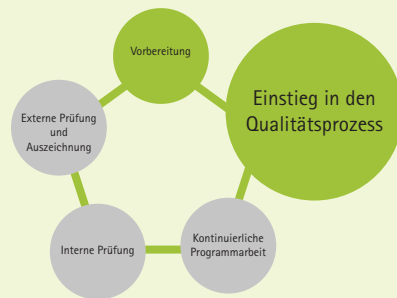 Vorbereitung
Einstieg in den
Qualitätsprozess
Externe Prüfung
und
Auszeichnung
Kontinuierliche
Programmarbeit
Interne Prüfung